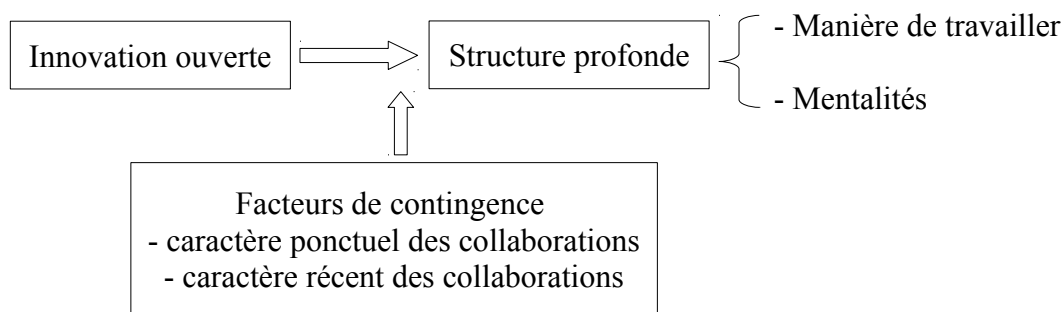 Innovation ouverte
Structure profonde
- Manière de travailler
- Mentalités
Facteurs de contingence
- caractère ponctuel des collaborations
- caractère récent des collaborations